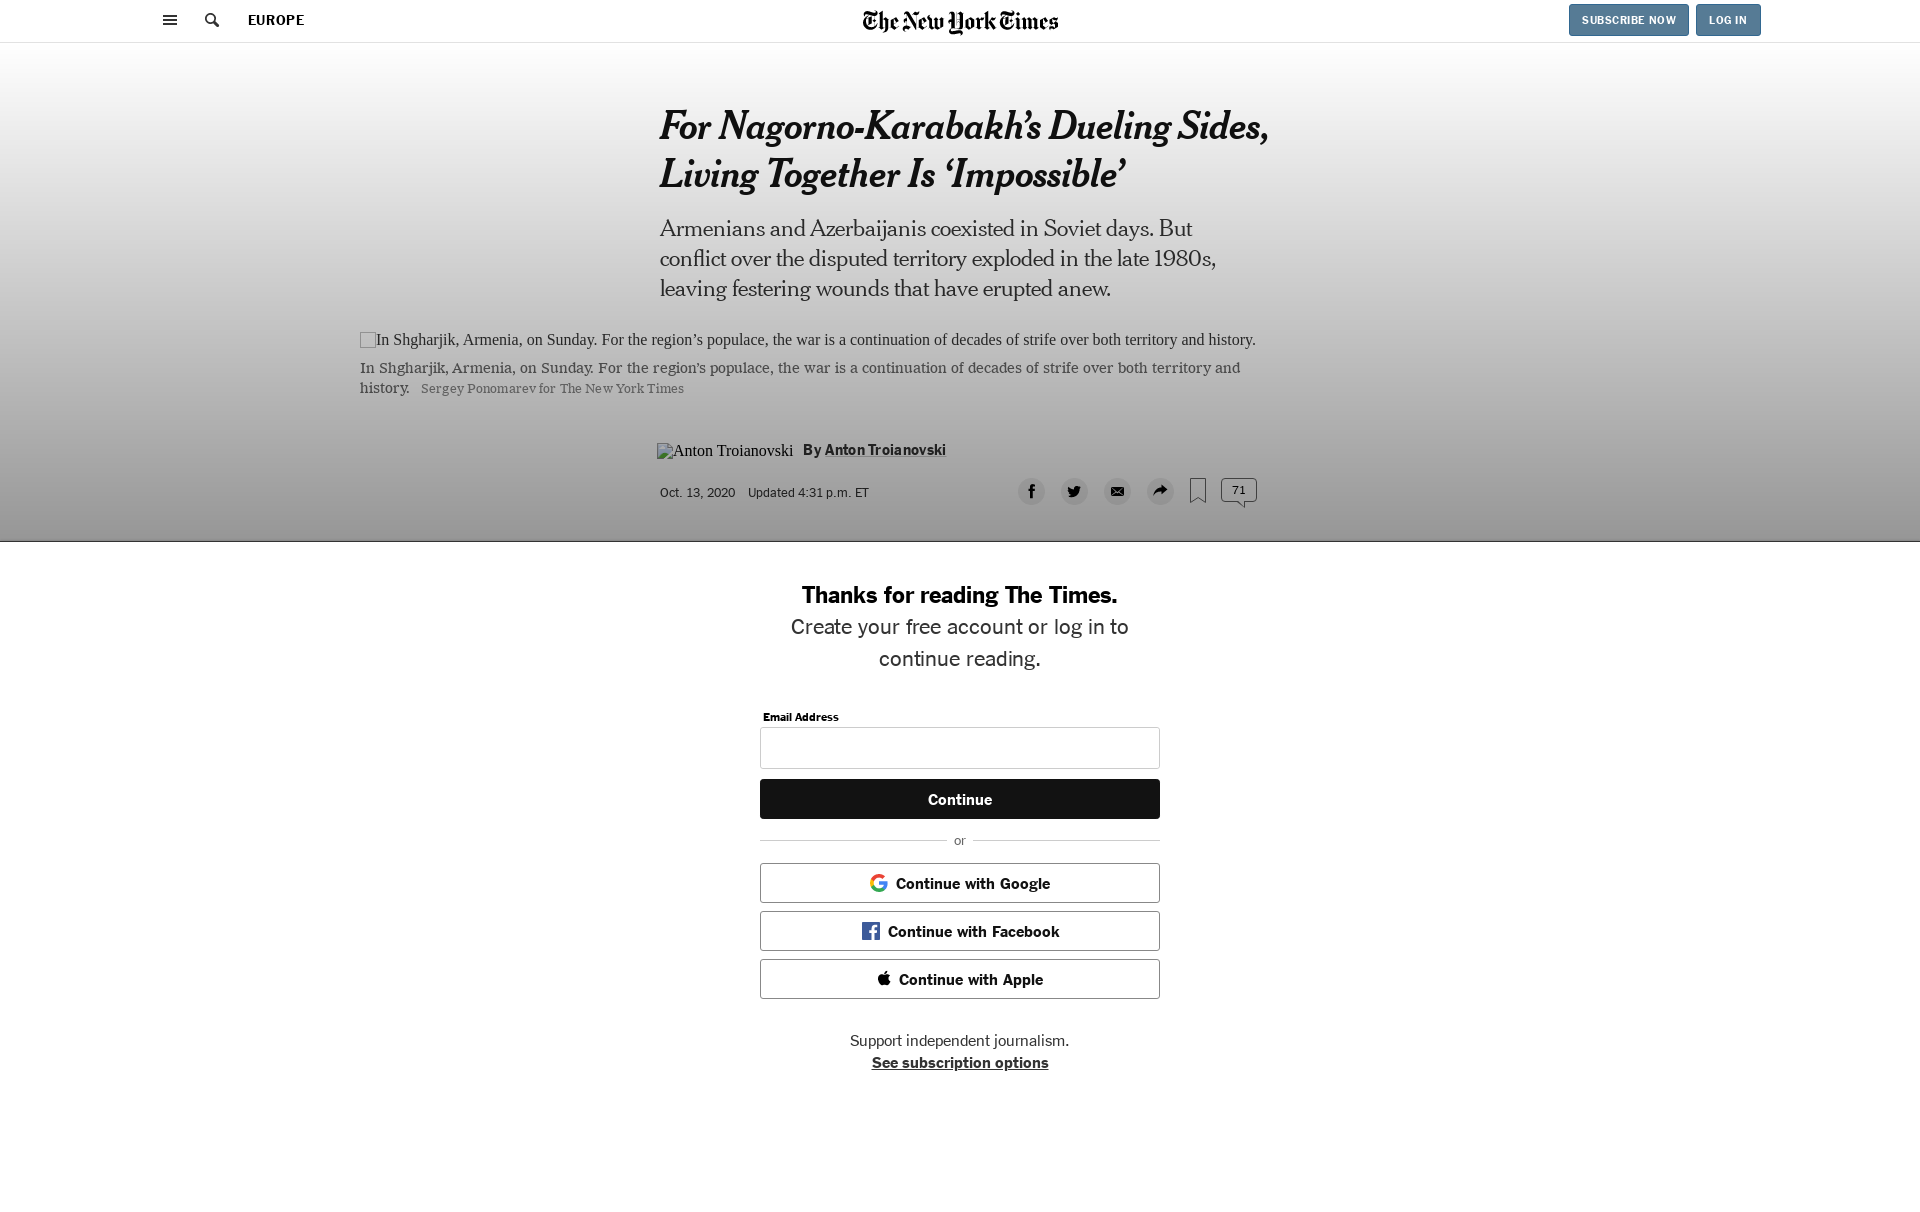 EUROPE
The New York Times
SUBSCRIBE NOW
LOG IN
For Nagorno-Karabakh’s Dueling Sides,
Living Together Is ‘Impossible’
Armenians and Azerbaijanis coexisted in Soviet days. But
conflict over the disputed territory exploded in the late 1980s,
leaving festering wounds that have erupted anew.
In Shgharjik, Armenia, on Sunday. For the region’s populace, the war is a continuation of decades of strife over both territory and history.
In Shgharjik, Armenia, on Sunday. For the region’s populace, the war is a continuation of decades of strife over both territory and
history. Sergey Ponomarev for The New York Times
Anton Troianovski
By Anton Troianovski
Oct. 13, 2020 Updated 4:31 p.m. ET
71
Thanks for reading The Times.
Create your free account or log in to
continue reading.
Email Address
Continue
or
Continue with Google
Continue with Facebook
Continue with Apple
Support independent journalism.
See subscription options